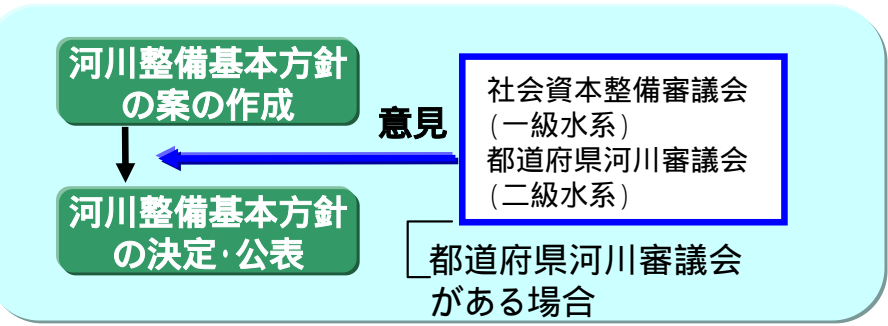 河川整備基本方針
の案の作成
意見
社会資本整備審議会
(一級水系)
都道府県河川審議会
(二級水系)
河川整備基本方針
の決定・公表
都道府県河川審議会
がある場合